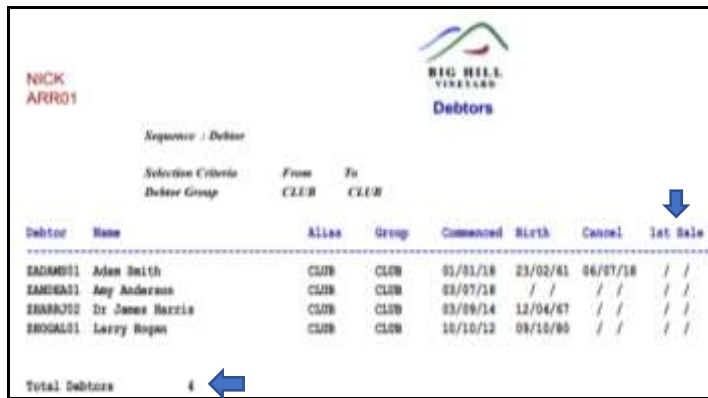 BIG HILL
VINEYARD
NICK
ARR01
Debtors
Sequence : Debtor
Selection Criteria From To
Debtor Group CLUB CLUB
Debtor Name Alias Group Commenced Birth Cancel 1st Sale
Adam Smith CLUB CLUB 01/01/18 23/02/61 06/07/18 / /
Amy Anderson CLUB CLUB 03/07/18 / / / / / /
Dr James Harris CLUB CLUB 03/09/14 12/04/67 / / / /
Larry Hogan CLUB CLUB 10/10/12 09/10/80 / / / /
Total Debtors 4